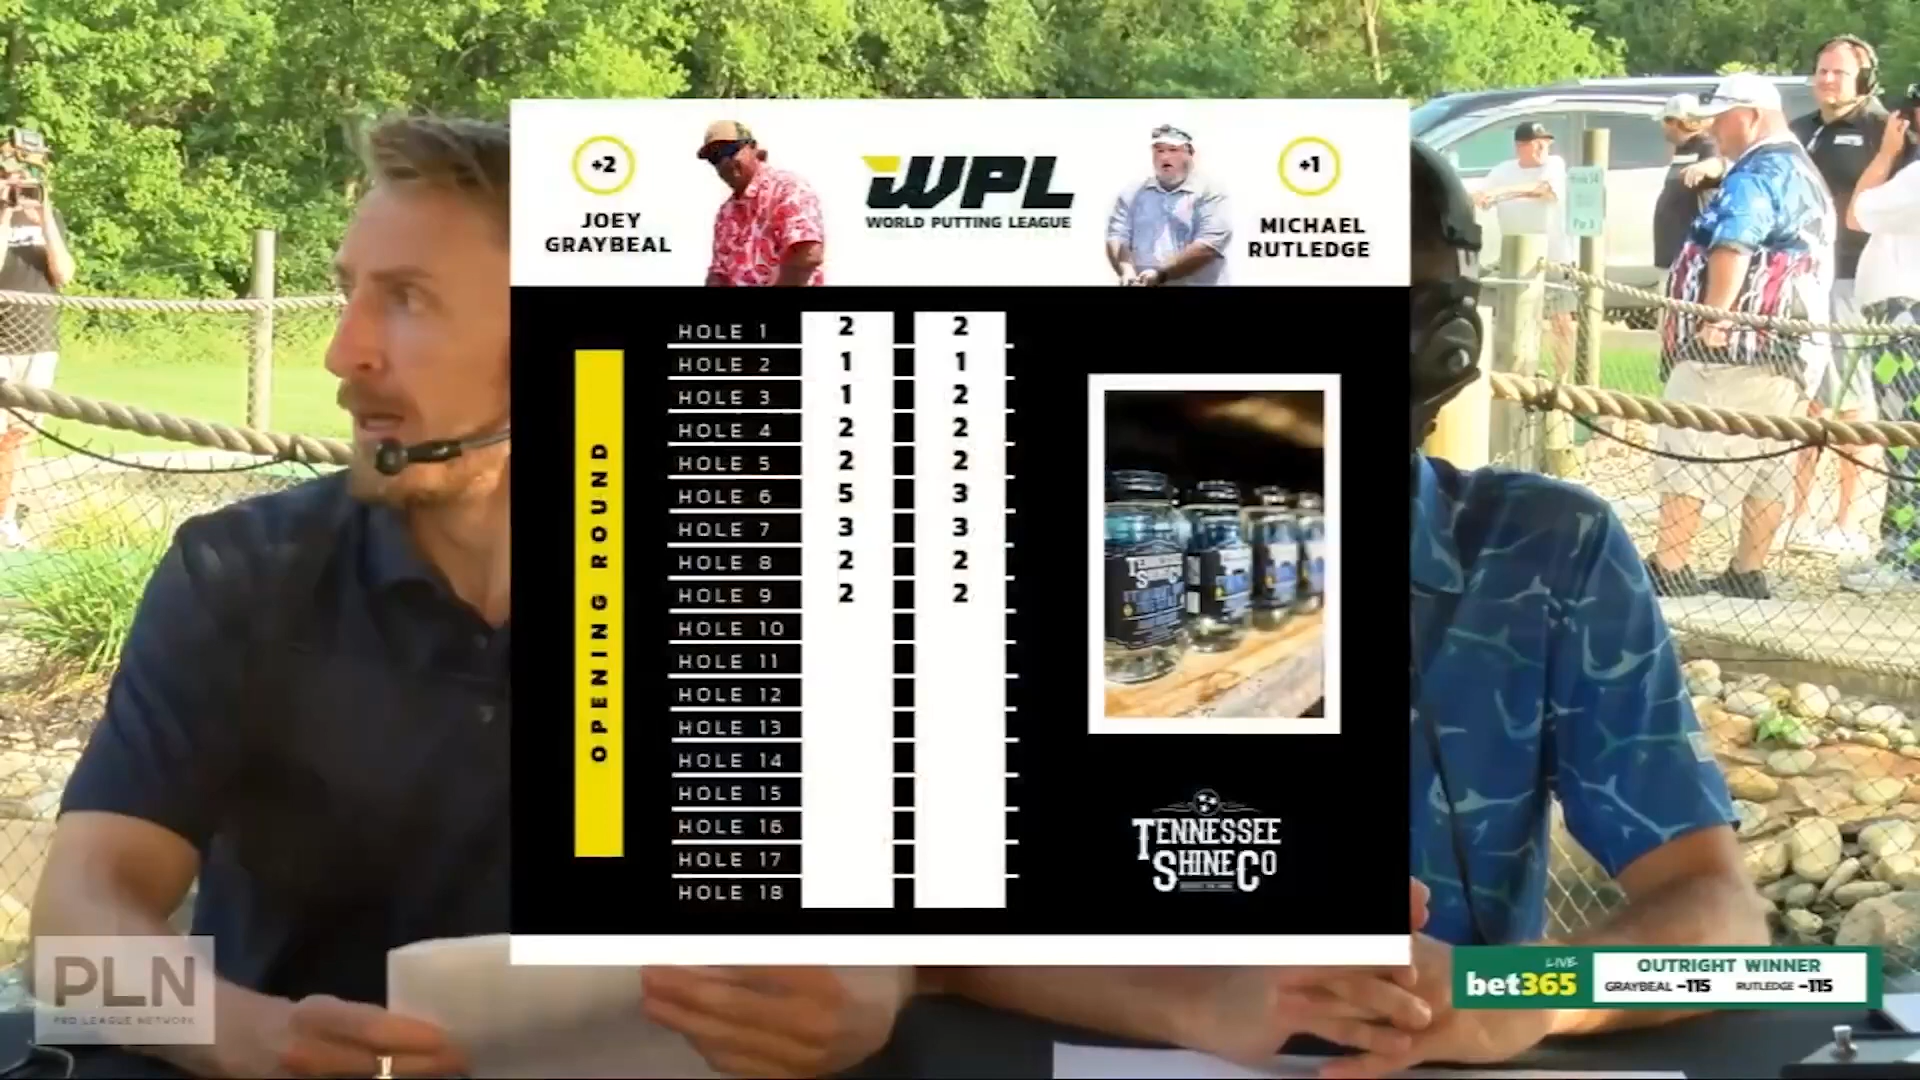 +2
JOEY
GRAYBEAL
WPL
WORLD PUTTING LEAGUE
+1
MICHAEL
RUTLEDGE
OPENING ROUND
HOLE 1 2 2
HOLE 2 1 1
HOLE 3 1 2
HOLE 4 2 2
HOLE 5 2 2
HOLE 6 5 3
HOLE 7 3 3
HOLE 8 2 2
HOLE 9 2 2
HOLE 10
HOLE 11
HOLE 12
HOLE 13
HOLE 14
HOLE 15
HOLE 16
HOLE 17
HOLE 18
TENNESSEE
SHINE CO
PLN
PRO LEAGUE NETWORK
LIVE
bet365
OUTRIGHT WINNER
GRAYBEAL -115 RUTLEDGE -115